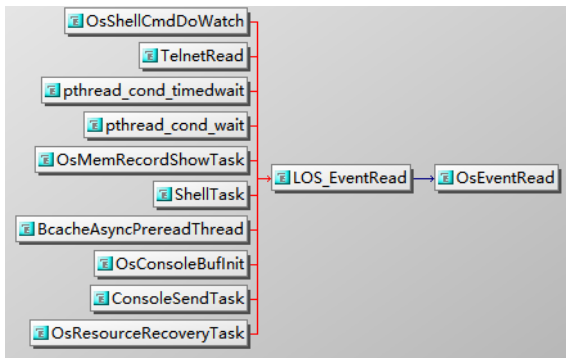 OsShellCmdDoWatch
TelnetRead
pthread_cond_timedwait
pthread_cond_wait
OsMemRecordShowTask
LOS_EventRead
OsEventRead
ShellTask
BcacheAsyncPrereadThread
OsConsoleBufInit
ConsoleSendTask
OsResourceRecoveryTask